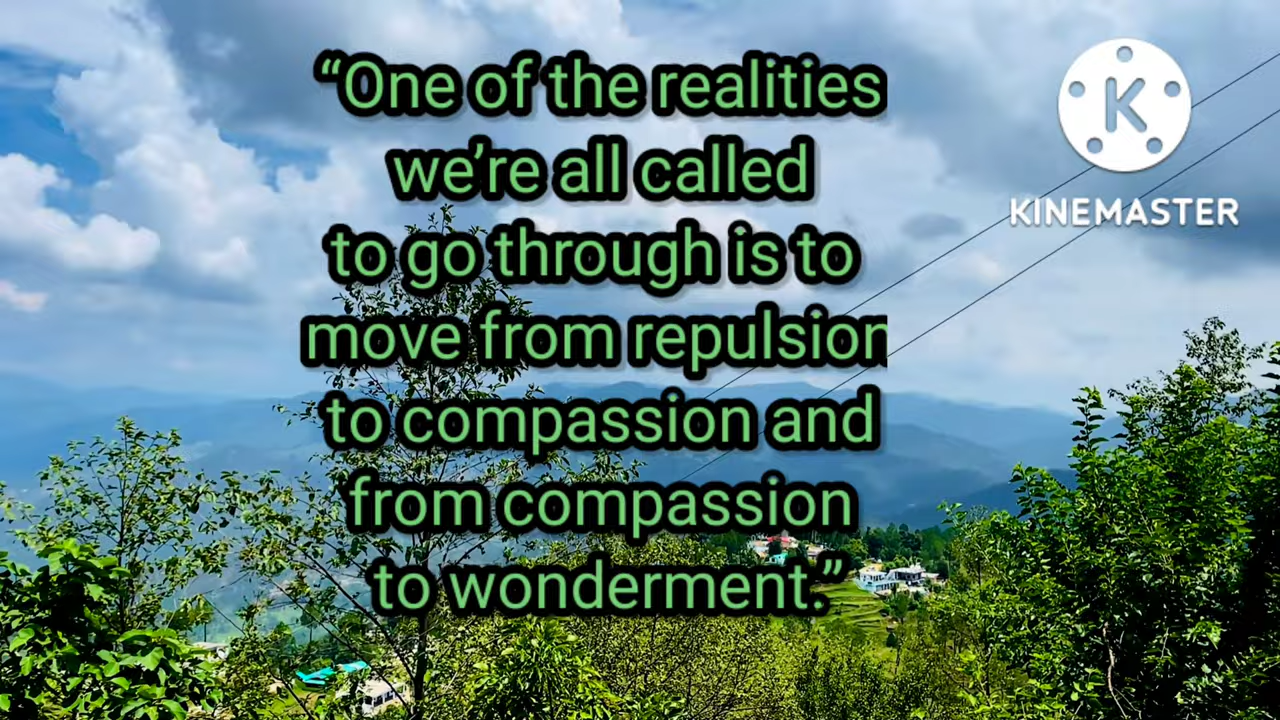 “One of the realities
we’re all called
to go through is to
move from repulsion
to compassion and
from compassion
to wonderment.”
K
KINEMASTER